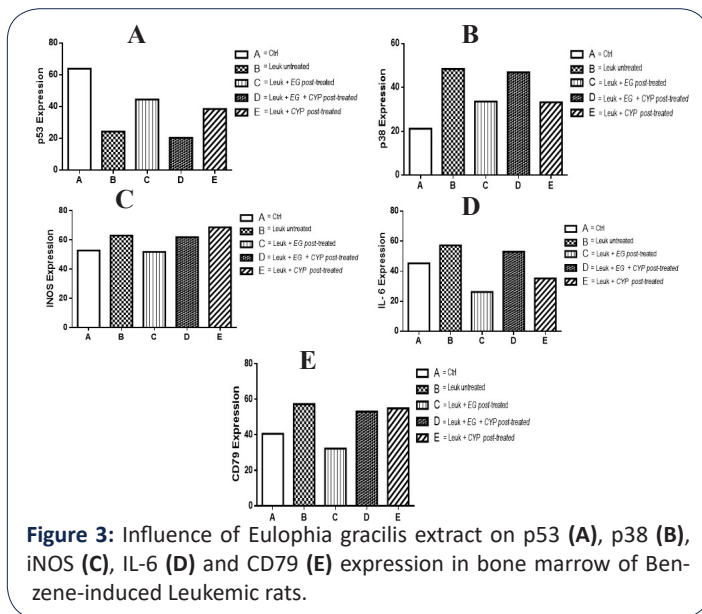 A
p53 Expression
80
60
40
20
0
A B C D E
A = Ctrl
B = Leuk untreated
C = Leuk + EG post-treated
D = Leuk + EG + CYP post-treated
E = Leuk + CYP post-treated
B
p38 Expression
60
40
20
0
A B C D E
A = Ctrl
B = Leuk untreated
C = Leuk + EG post-treated
D = Leuk + EG + CYP post-treated
E = Leuk + CYP post-treated
C
iNOS Expression
80
60
40
20
0
A B C D E
A = Ctrl
B = Leuk untreated
C = Leuk + EG post-treated
D = Leuk + EG + CYP post-treated
E = Leuk + CYP post-treated
D
IL-6 Expression
80
60
40
20
0
A B C D E
A = Ctrl
B = Leuk untreated
C = Leuk + EG post-treated
D = Leuk + EG + CYP post-treated
E = Leuk + CYP post-treated
E
CD79 Expression
80
60
40
20
0
A B C D E
A = Ctrl
B = Leuk untreated
C = Leuk + EG post-treated
D = Leuk + EG + CYP post-treated
E = Leuk + CYP post-treated
Figure 3: Influence of Eulophia gracilis extract on p53 (A), p38 (B),
iNOS (C), IL-6 (D) and CD79 (E) expression in bone marrow of Ben-
zene-induced Leukemic rats.